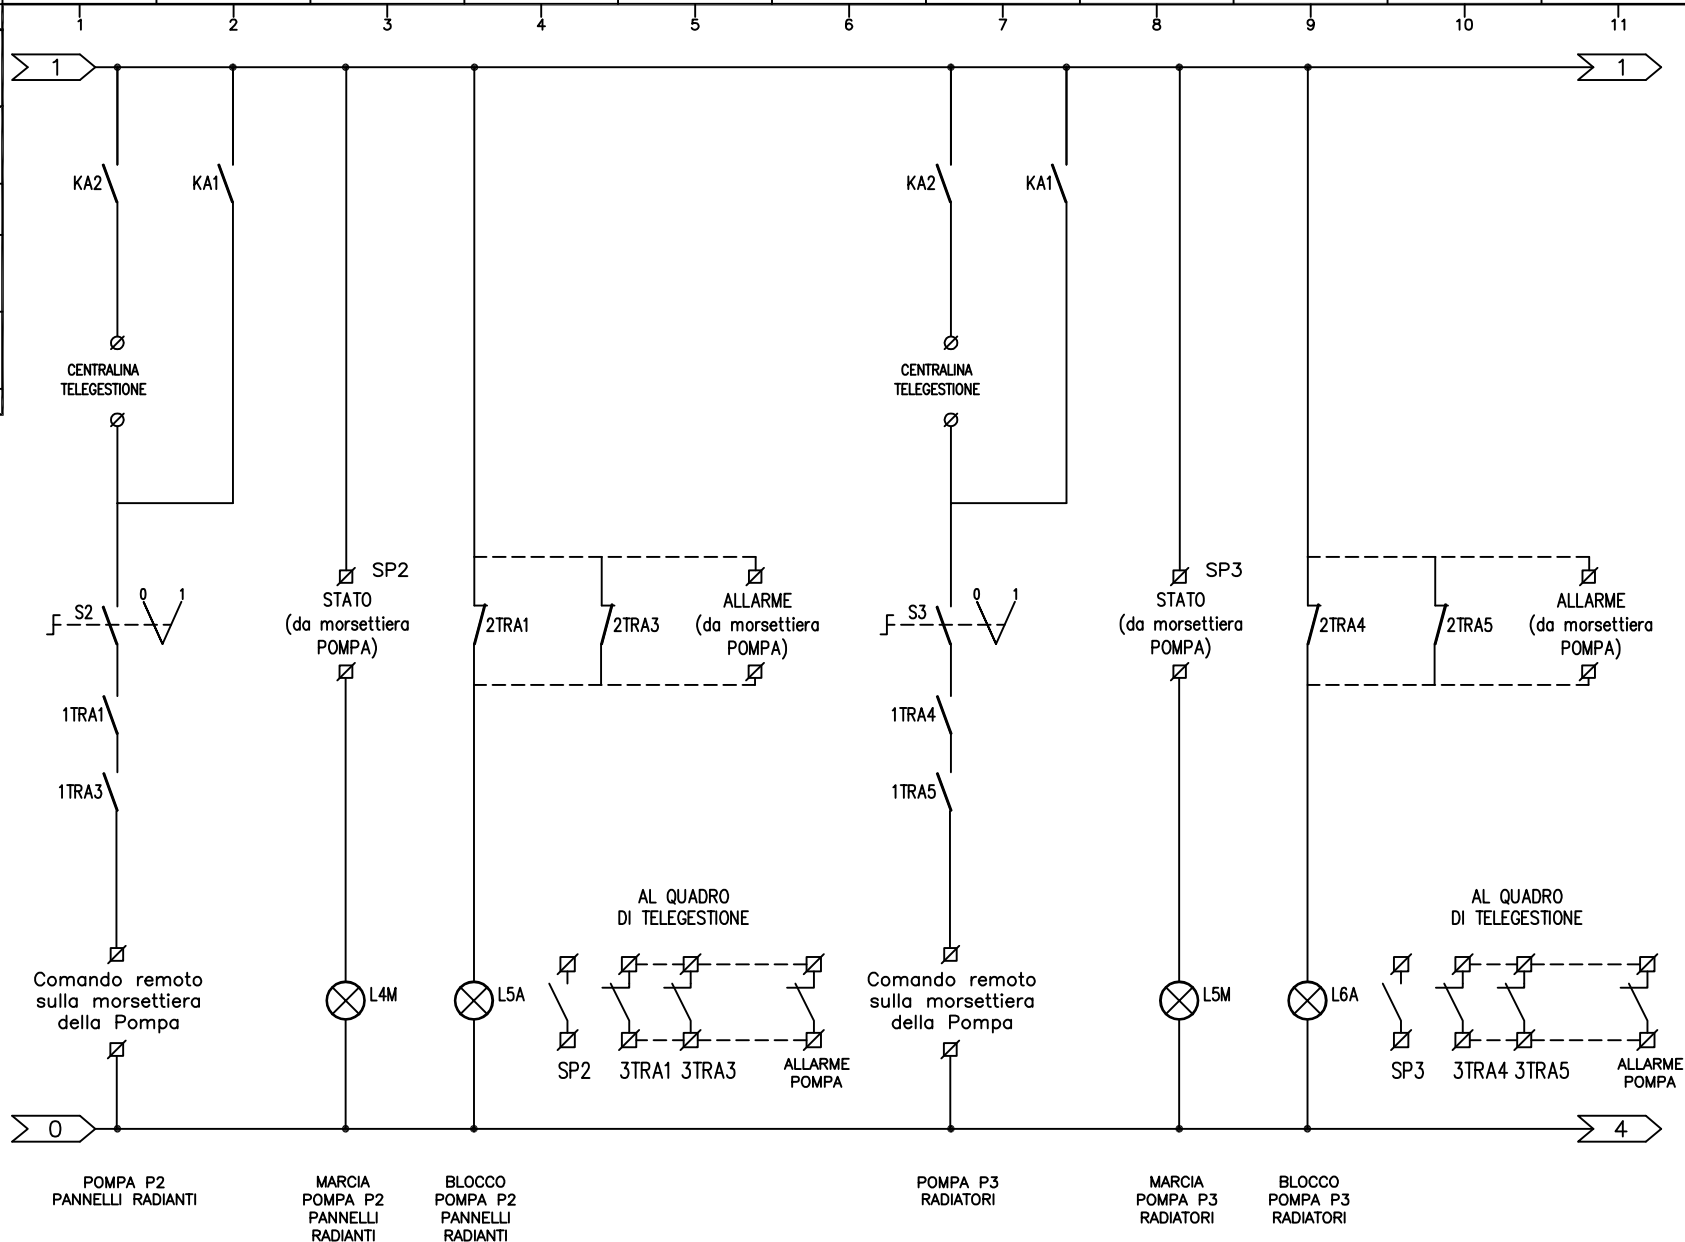 1 2 3 4 5 6 7 8 9 10 11
1 1
KA2 KA1 KA2 KA1
CENTRALINA
TELEGESTIONE
CENTRALINA
TELEGESTIONE
S2 0 1
SP2
STATO
(da morsettiera
POMPA)
2TRA1 2TRA3
ALLARME
(da morsettiera
POMPA)
S3 0 1
SP3
STATO
(da morsettiera
POMPA)
2TRA4 2TRA5
ALLARME
(da morsettiera
POMPA)
1TRA1
1TRA3
1TRA4
1TRA5
AL QUADRO
DI TELEGESTIONE
AL QUADRO
DI TELEGESTIONE
Comando remoto
sulla morsettiera
della Pompa
L4M L5A
SP2 3TRA1 3TRA3
ALLARME
POMPA
Comando remoto
sulla morsettiera
della Pompa
L5M L6A
SP3 3TRA4 3TRA5
ALLARME
POMPA
0 4
POMPA P2
PANNELLI RADIANTI
MARCIA
POMPA P2
PANNELLI
RADIANTI
BLOCCO
POMPA P2
PANNELLI
RADIANTI
POMPA P3
RADIATORI
MARCIA
POMPA P3
RADIATORI
BLOCCO
POMPA P3
RADIATORI